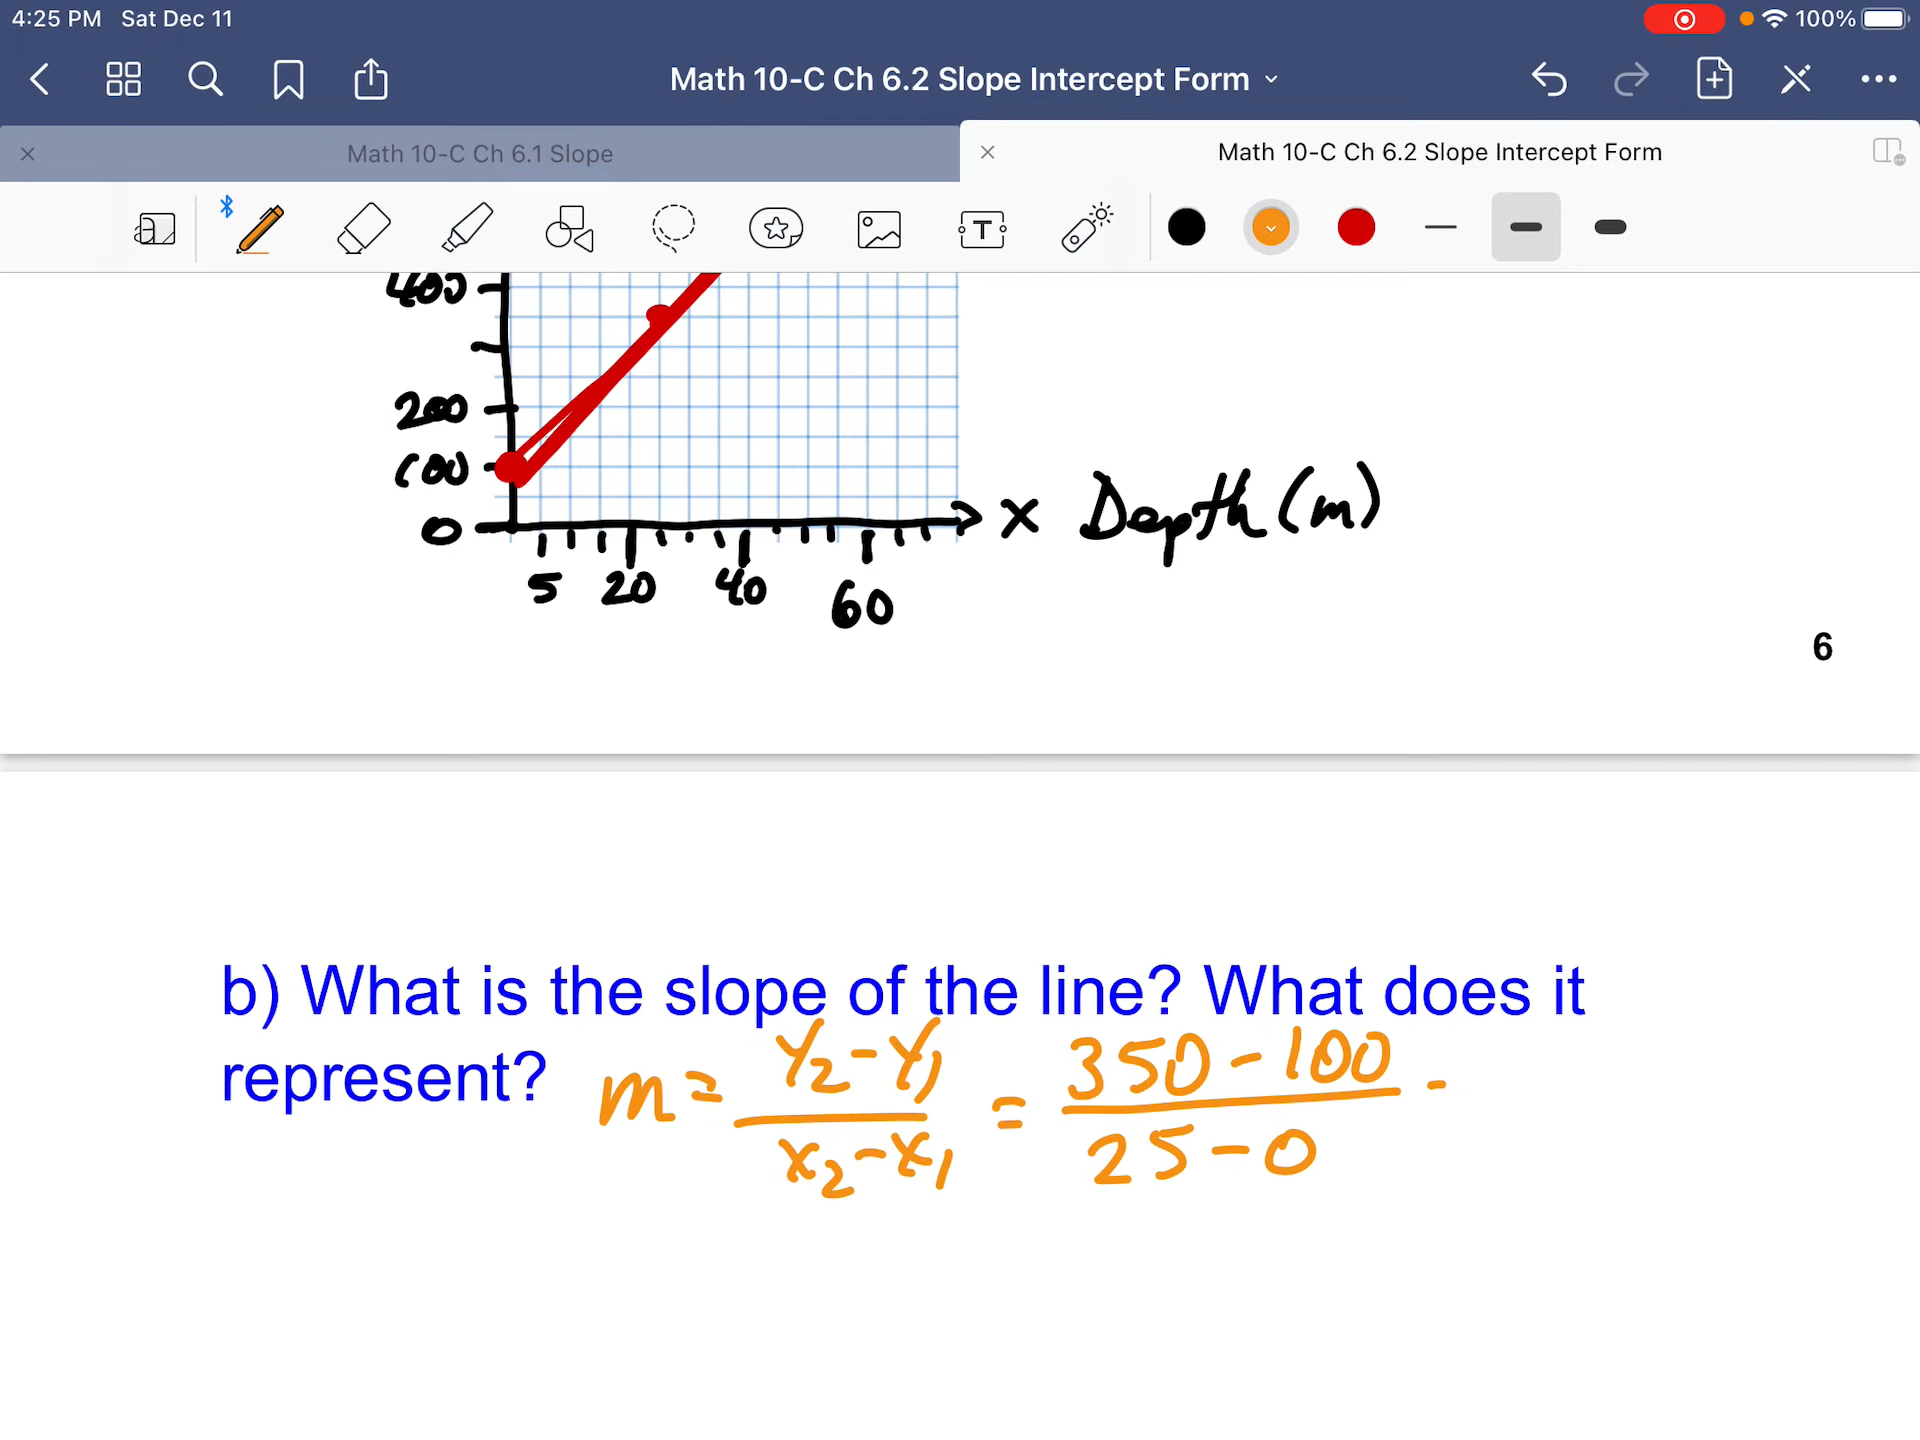 4:25 PM Sat Dec 11
100%
Math 10-C Ch 6.2 Slope Intercept Form
Math 10-C Ch 6.1 Slope
Math 10-C Ch 6.2 Slope Intercept Form
400
200
100
0
x Depth (m)
5 20 40 60
6
b) What is the slope of the line? What does it
represent? m = y₂-y₁ / x₂-x₁ = 350-100 / 25-0 -